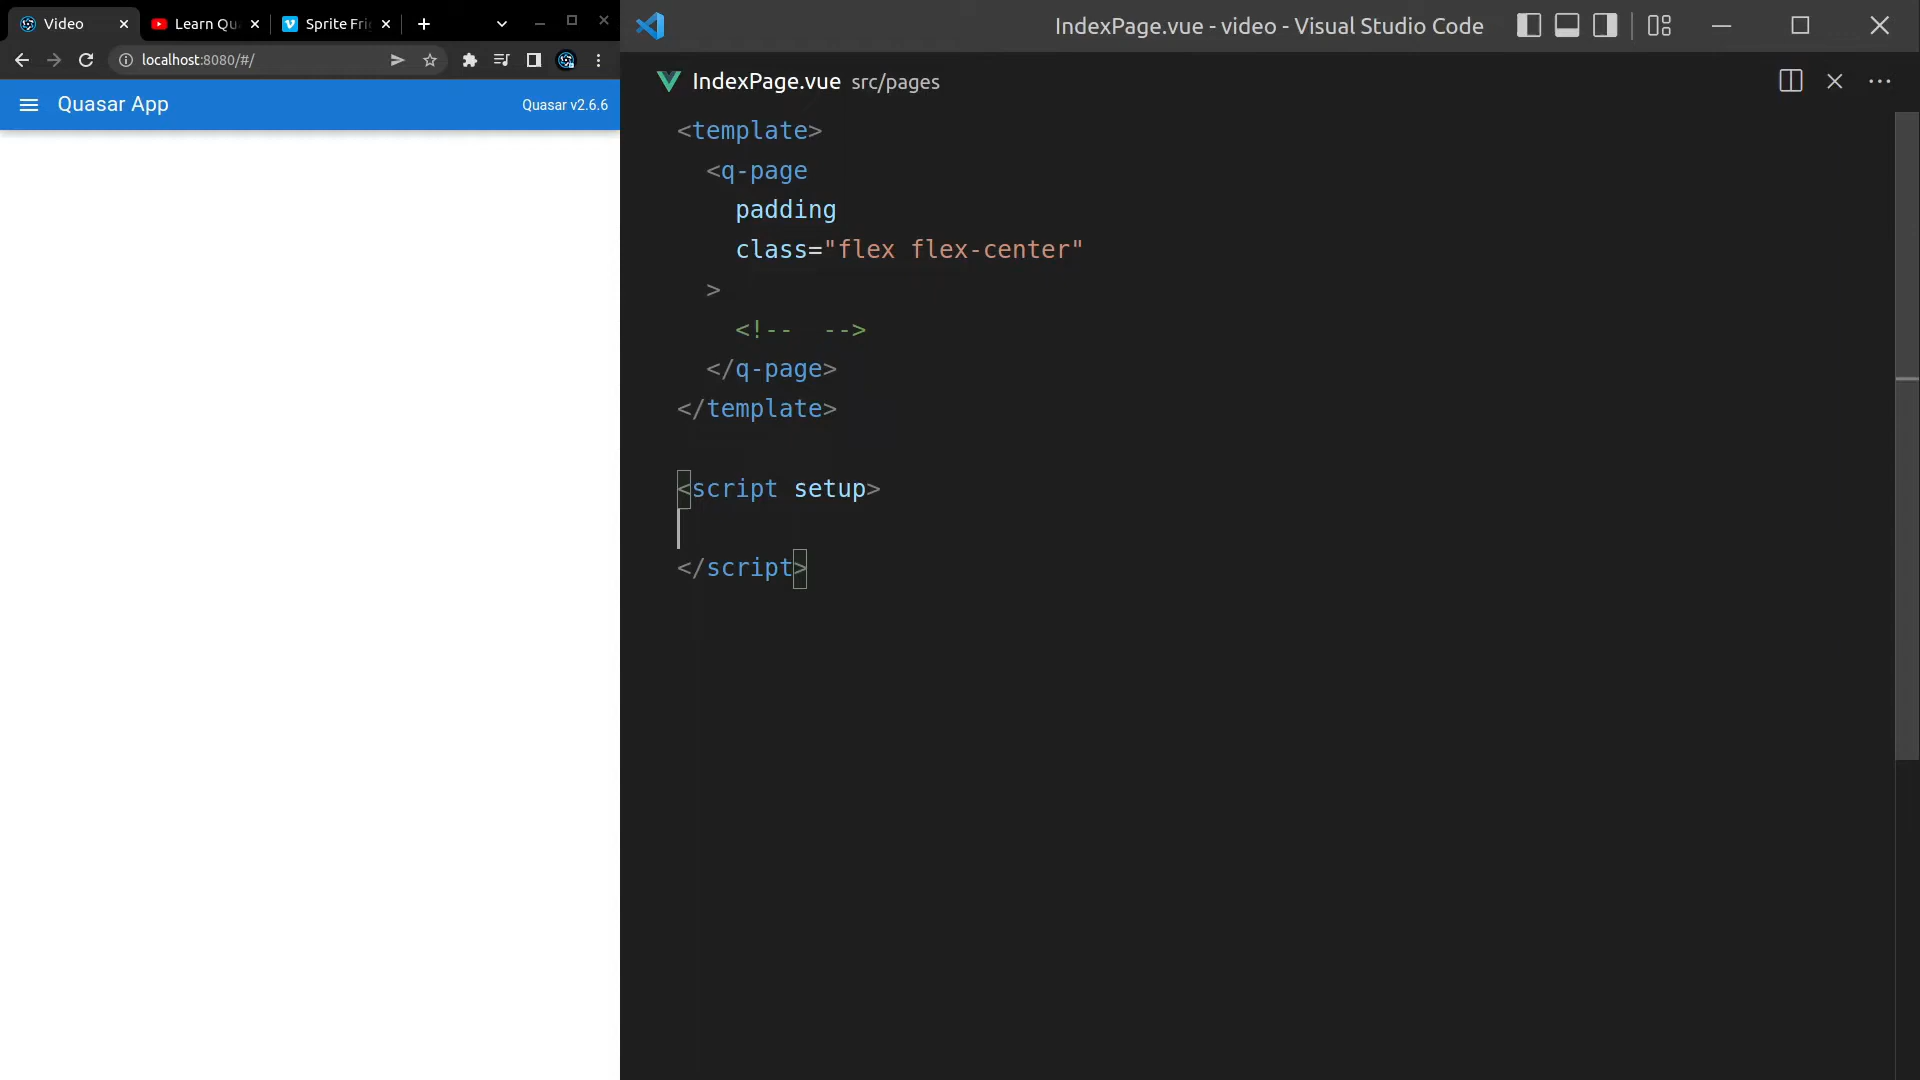 Video
Learn Qu
Sprite Fri
localhost:8080/#/
Quasar App
Quasar v2.6.6
IndexPage.vue - video - Visual Studio Code
IndexPage.vue src/pages
<template>
<q-page
padding
class="flex flex-center"
>
<!--  -->
</q-page>
</template>
<script setup>
</script>